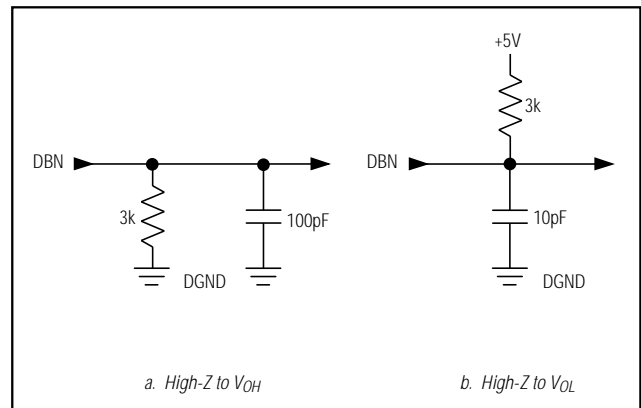 DBN
3k
100pF
DGND
a. High-Z to VOH
+5V
3k
DBN
10pF
DGND
b. High-Z to VOL